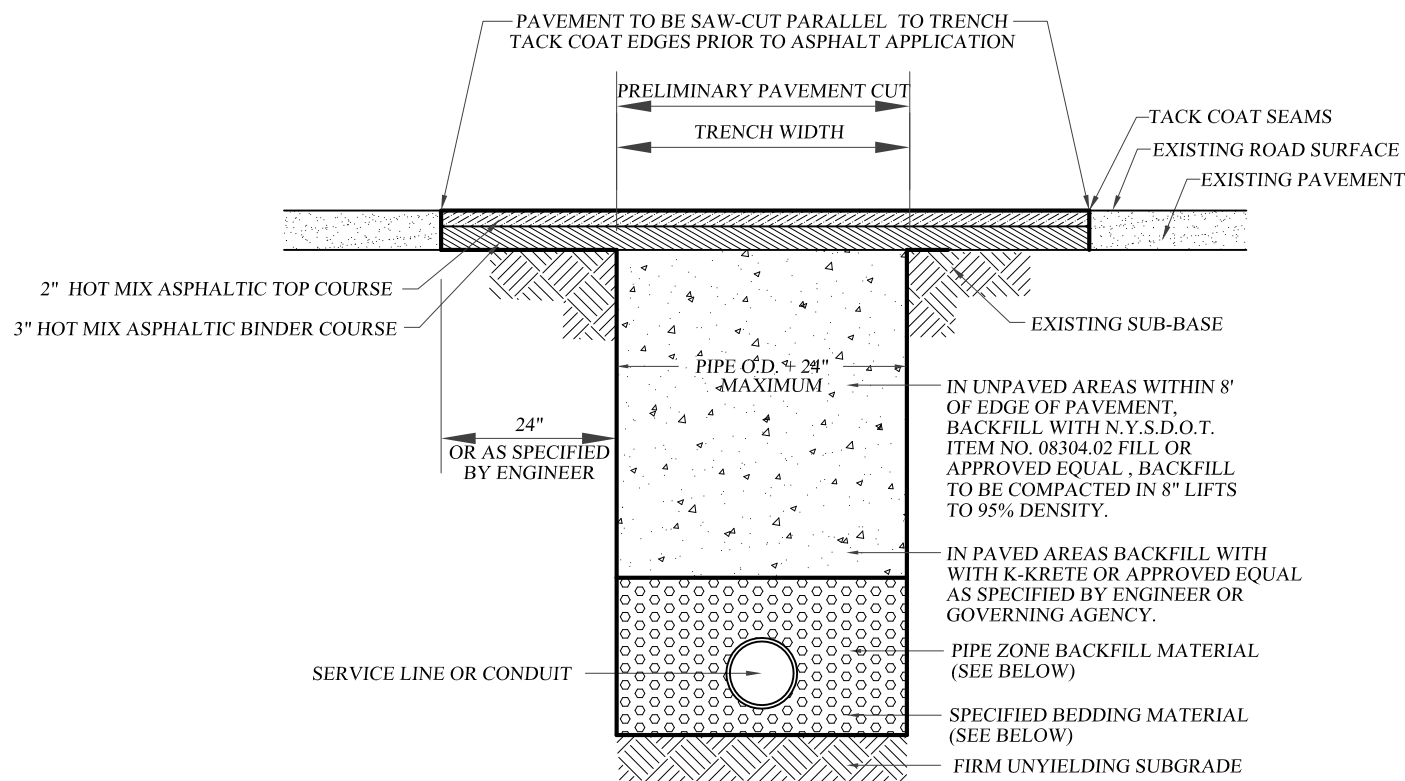 PAVEMENT TO BE SAW-CUT PARALLEL TO TRENCH
TACK COAT EDGES PRIOR TO ASPHALT APPLICATION
PRELIMINARY PAVEMENT CUT
TRENCH WIDTH
TACK COAT SEAMS
EXISTING ROAD SURFACE
EXISTING PAVEMENT
2" HOT MIX ASPHALTIC TOP COURSE
3" HOT MIX ASPHALTIC BINDER COURSE
EXISTING SUB-BASE
PIPE O.D. + 24"
MAXIMUM
24"
OR AS SPECIFIED
BY ENGINEER
IN UNPAVED AREAS WITHIN 8'
OF EDGE OF PAVEMENT,
BACKFILL WITH N.Y.S.D.O.T.
ITEM NO. 08304.02 FILL OR
APPROVED EQUAL , BACKFILL
TO BE COMPACTED IN 8" LIFTS
TO 95% DENSITY.
IN PAVED AREAS BACKFILL WITH
WITH K-KRETE OR APPROVED EQUAL
AS SPECIFIED BY ENGINEER OR
GOVERNING AGENCY.
SERVICE LINE OR CONDUIT
PIPE ZONE BACKFILL MATERIAL
(SEE BELOW)
SPECIFIED BEDDING MATERIAL
(SEE BELOW)
FIRM UNYIELDING SUBGRADE